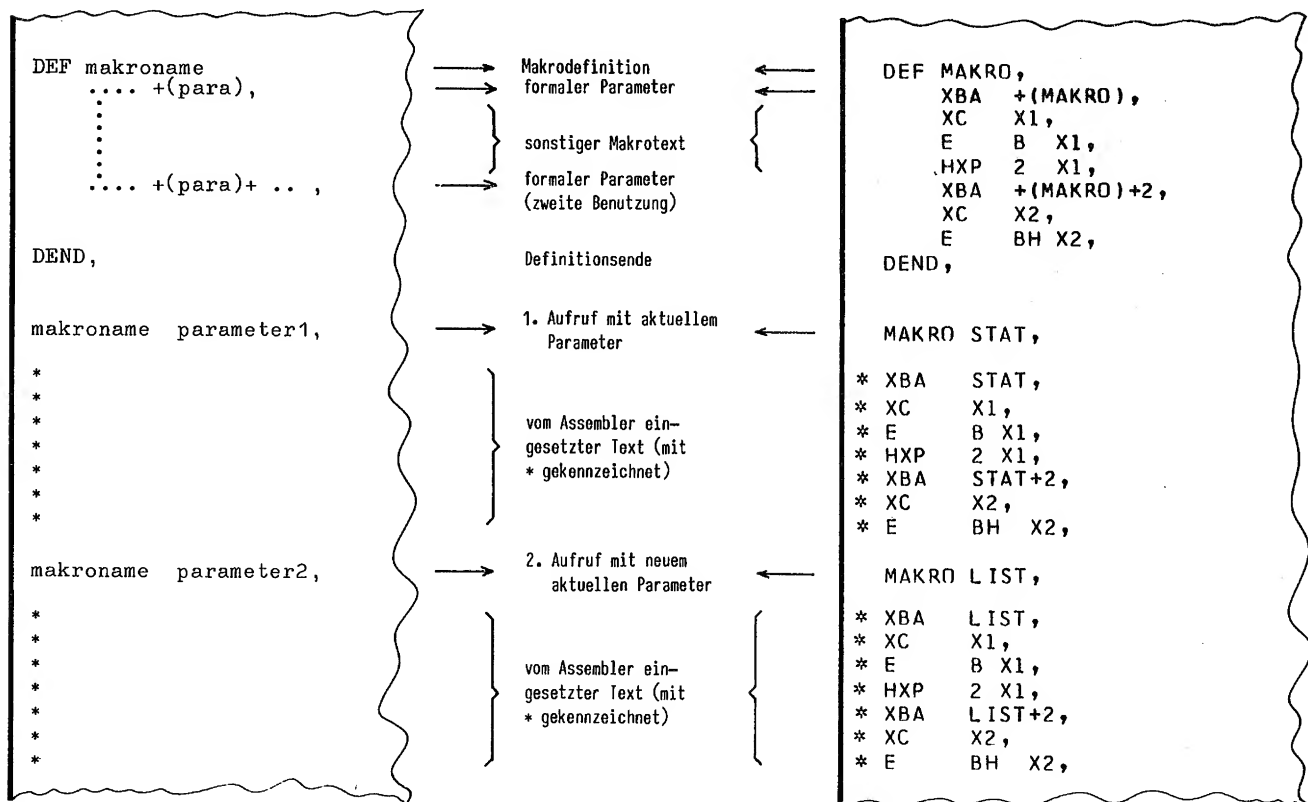 DEF makroname
.... +(para),
.... +(para)+ .. ,
DEND,
makroname parameter1,
*
*
*
*
*
*
*
makroname parameter2,
*
*
*
*
*
*
*
Makrodefinition
formaler Parameter
sonstiger Makrotext
formaler Parameter
(zweite Benutzung)
Definitionsende
1. Aufruf mit aktuellem
Parameter
vom Assembler ein-
gesetzter Text (mit
* gekennzeichnet)
2. Aufruf mit neuem
aktuellen Parameter
vom Assembler ein-
gesetzter Text (mit
* gekennzeichnet)
DEF MAKRO,
XBA +(MAKRO),
XC X1,
E B X1,
HXP 2 X1,
XBA +(MAKRO)+2,
XC X2,
E BH X2,
DEND,
MAKRO STAT,
* XBA STAT,
* XC X1,
* E B X1,
* HXP 2 X1,
* XBA STAT+2,
* XC X2,
* E BH X2,
MAKRO LIST,
* XBA LIST,
* XC X1,
* E B X1,
* HXP 2 X1,
* XBA LIST+2,
* XC X2,
* E BH X2,